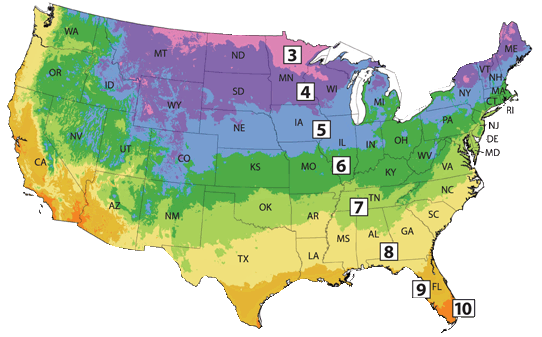 WA
MT
ND
3
ME
OR
ID
MN
VT
NH
WY
SD
4
WI
MI
NY
MA
CT
RI
NE
IA
5
PA
NJ
NV
UT
CO
IL
IN
OH
DE
MD
CA
KS
MO
6
KY
WV
VA
AZ
NM
OK
AR
7
TN
NC
SC
TX
LA
MS
AL
GA
8
9
FL
10